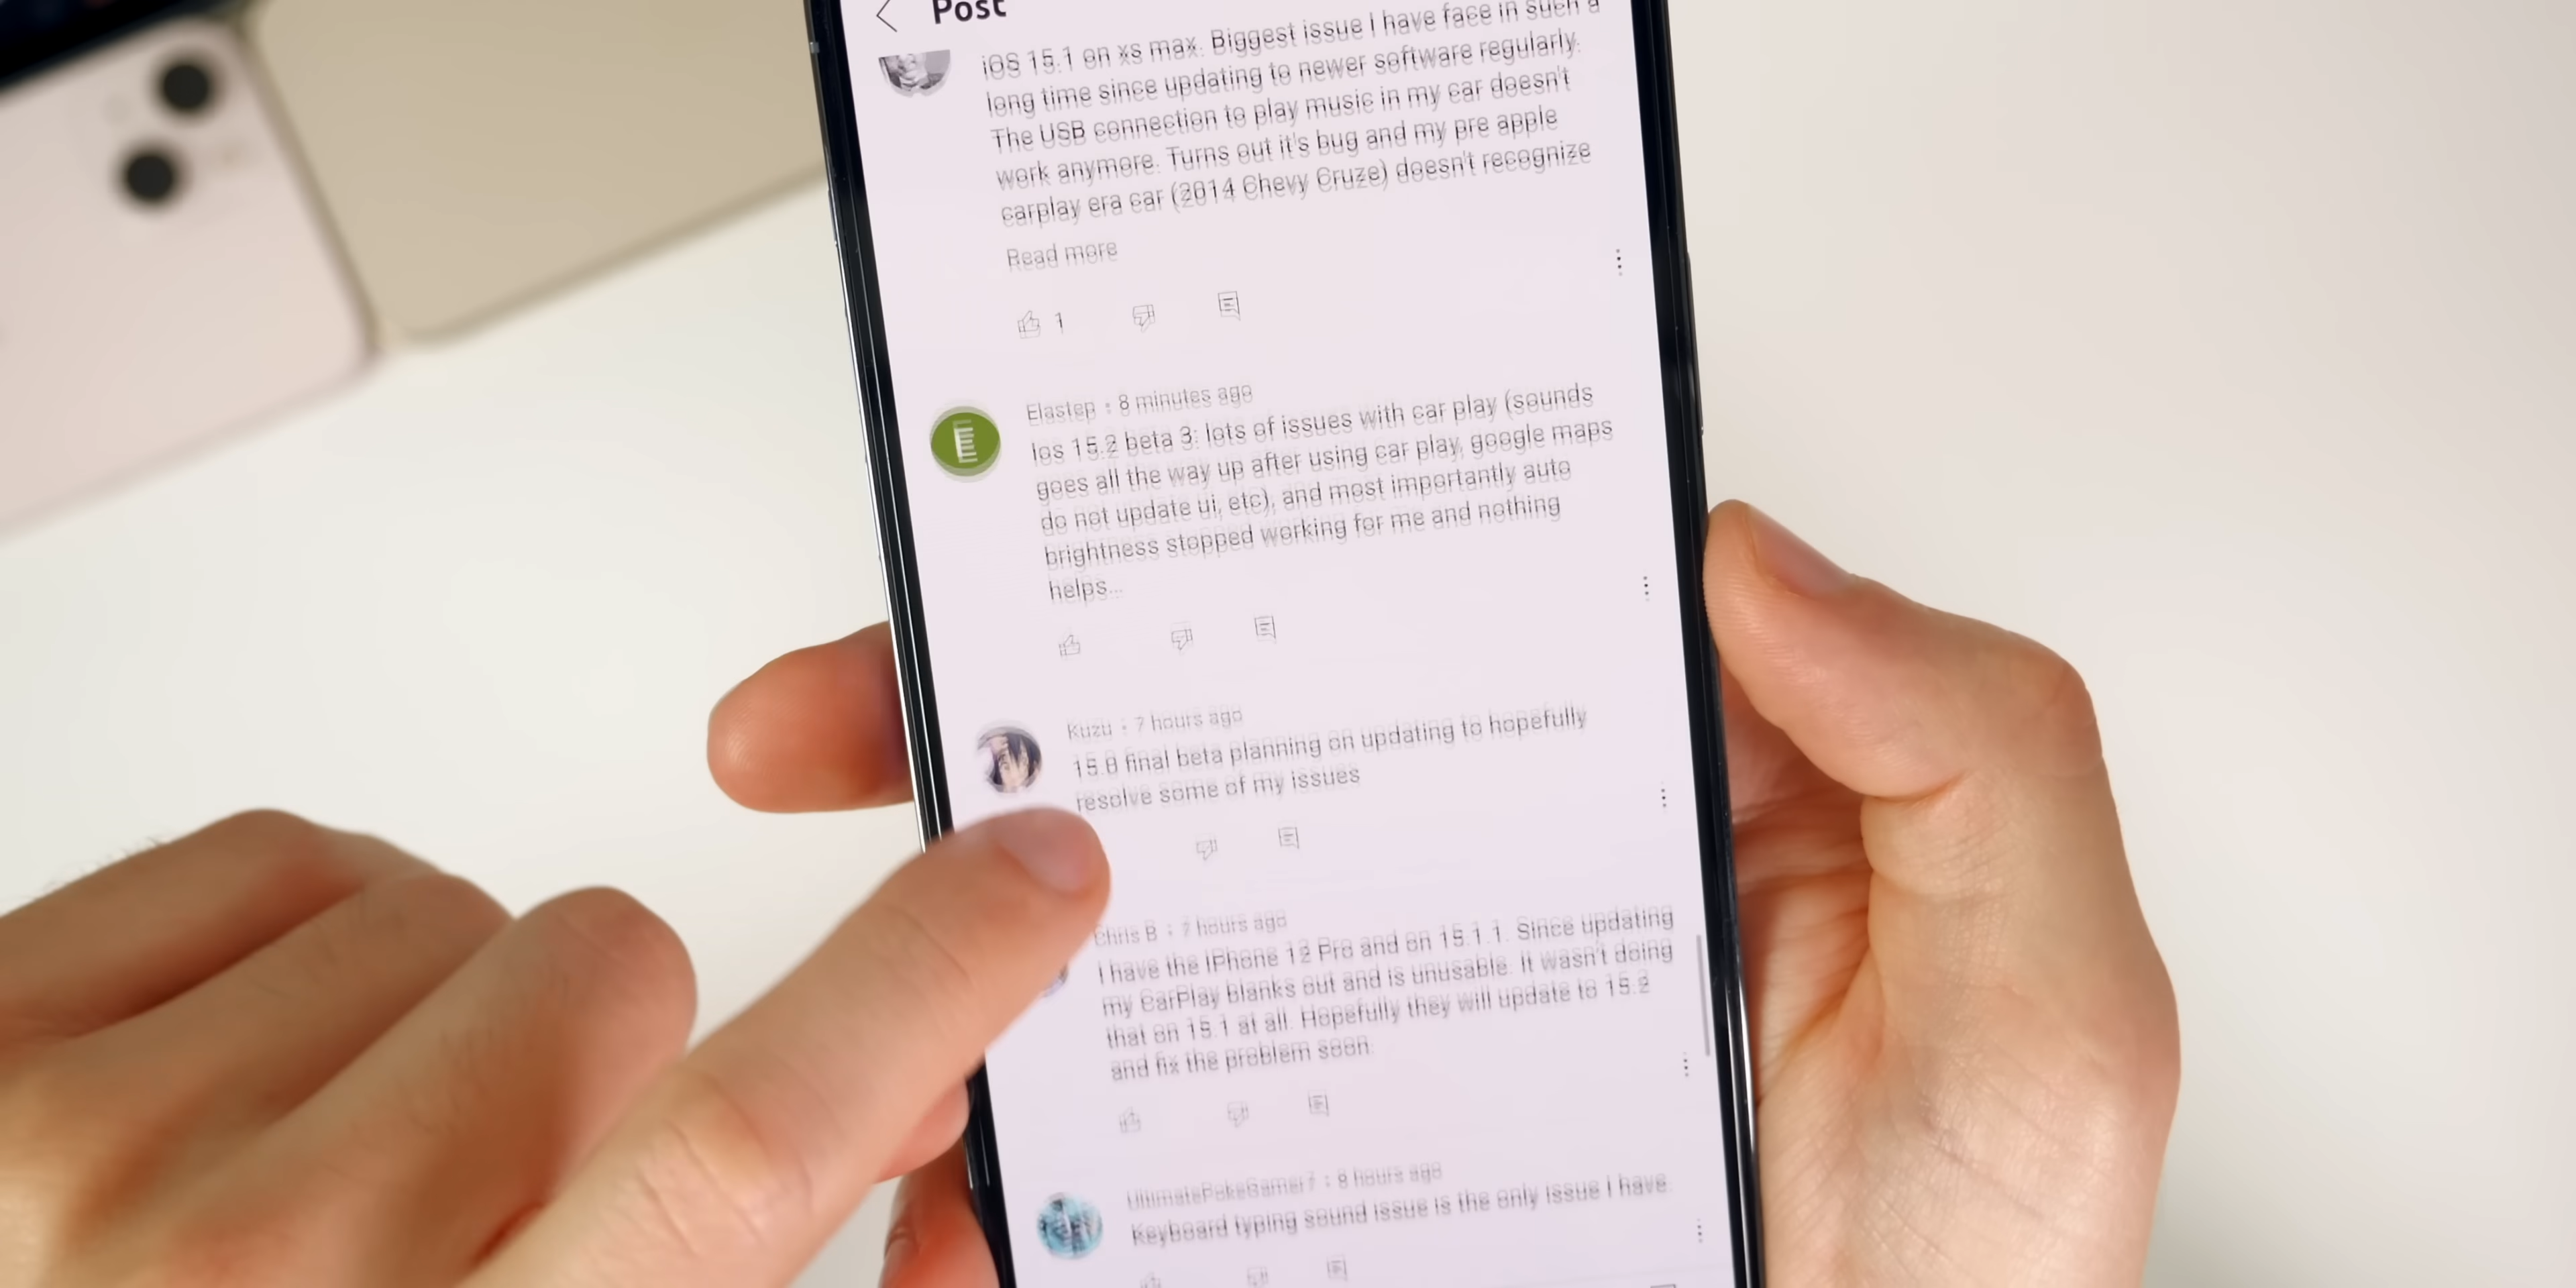 Post
iOS 15.1 on xs max. Biggest issue I have face in such a
long time since updating to newer software regularly.
The USB connection to play music in my car doesn't
work anymore. Turns out it's bug and my pre apple
carplay era car (2014 Chevy Cruze) doesn't recognize
Read more
1
Elastep • 8 minutes ago
E
Ios 15.2 beta 3: lots of issues with car play (sounds
goes all the way up after using car play, google maps
do not update ui, etc), and most importantly auto
brightness stopped working for me and nothing
helps...
Kuzu • 7 hours ago
final beta planning on updating to hopefully
resolve some of my issues
Chris B • 7 hours ago
I have the IPhone 12 Pro and on 15.1.1. Since updating
my CarPlay blanks out and is unusable. It wasn't doing
that on 15.1 at all. Hopefully they will update to 15.2
and fix the problem soon.
UltimatePokeGamer7 • 8 hours ago
Keyboard typing sound issue is the only issue I have